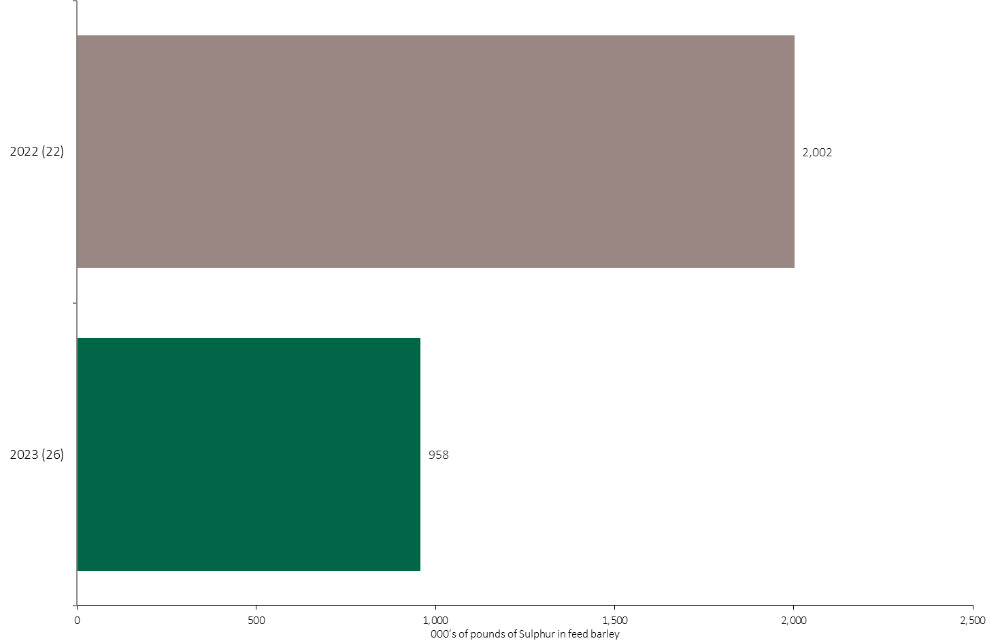 2022 (22)
2,002
2023 (26)
958
0 500 1,000 1,500 2,000 2,500
000’s of pounds of Sulphur in feed barley